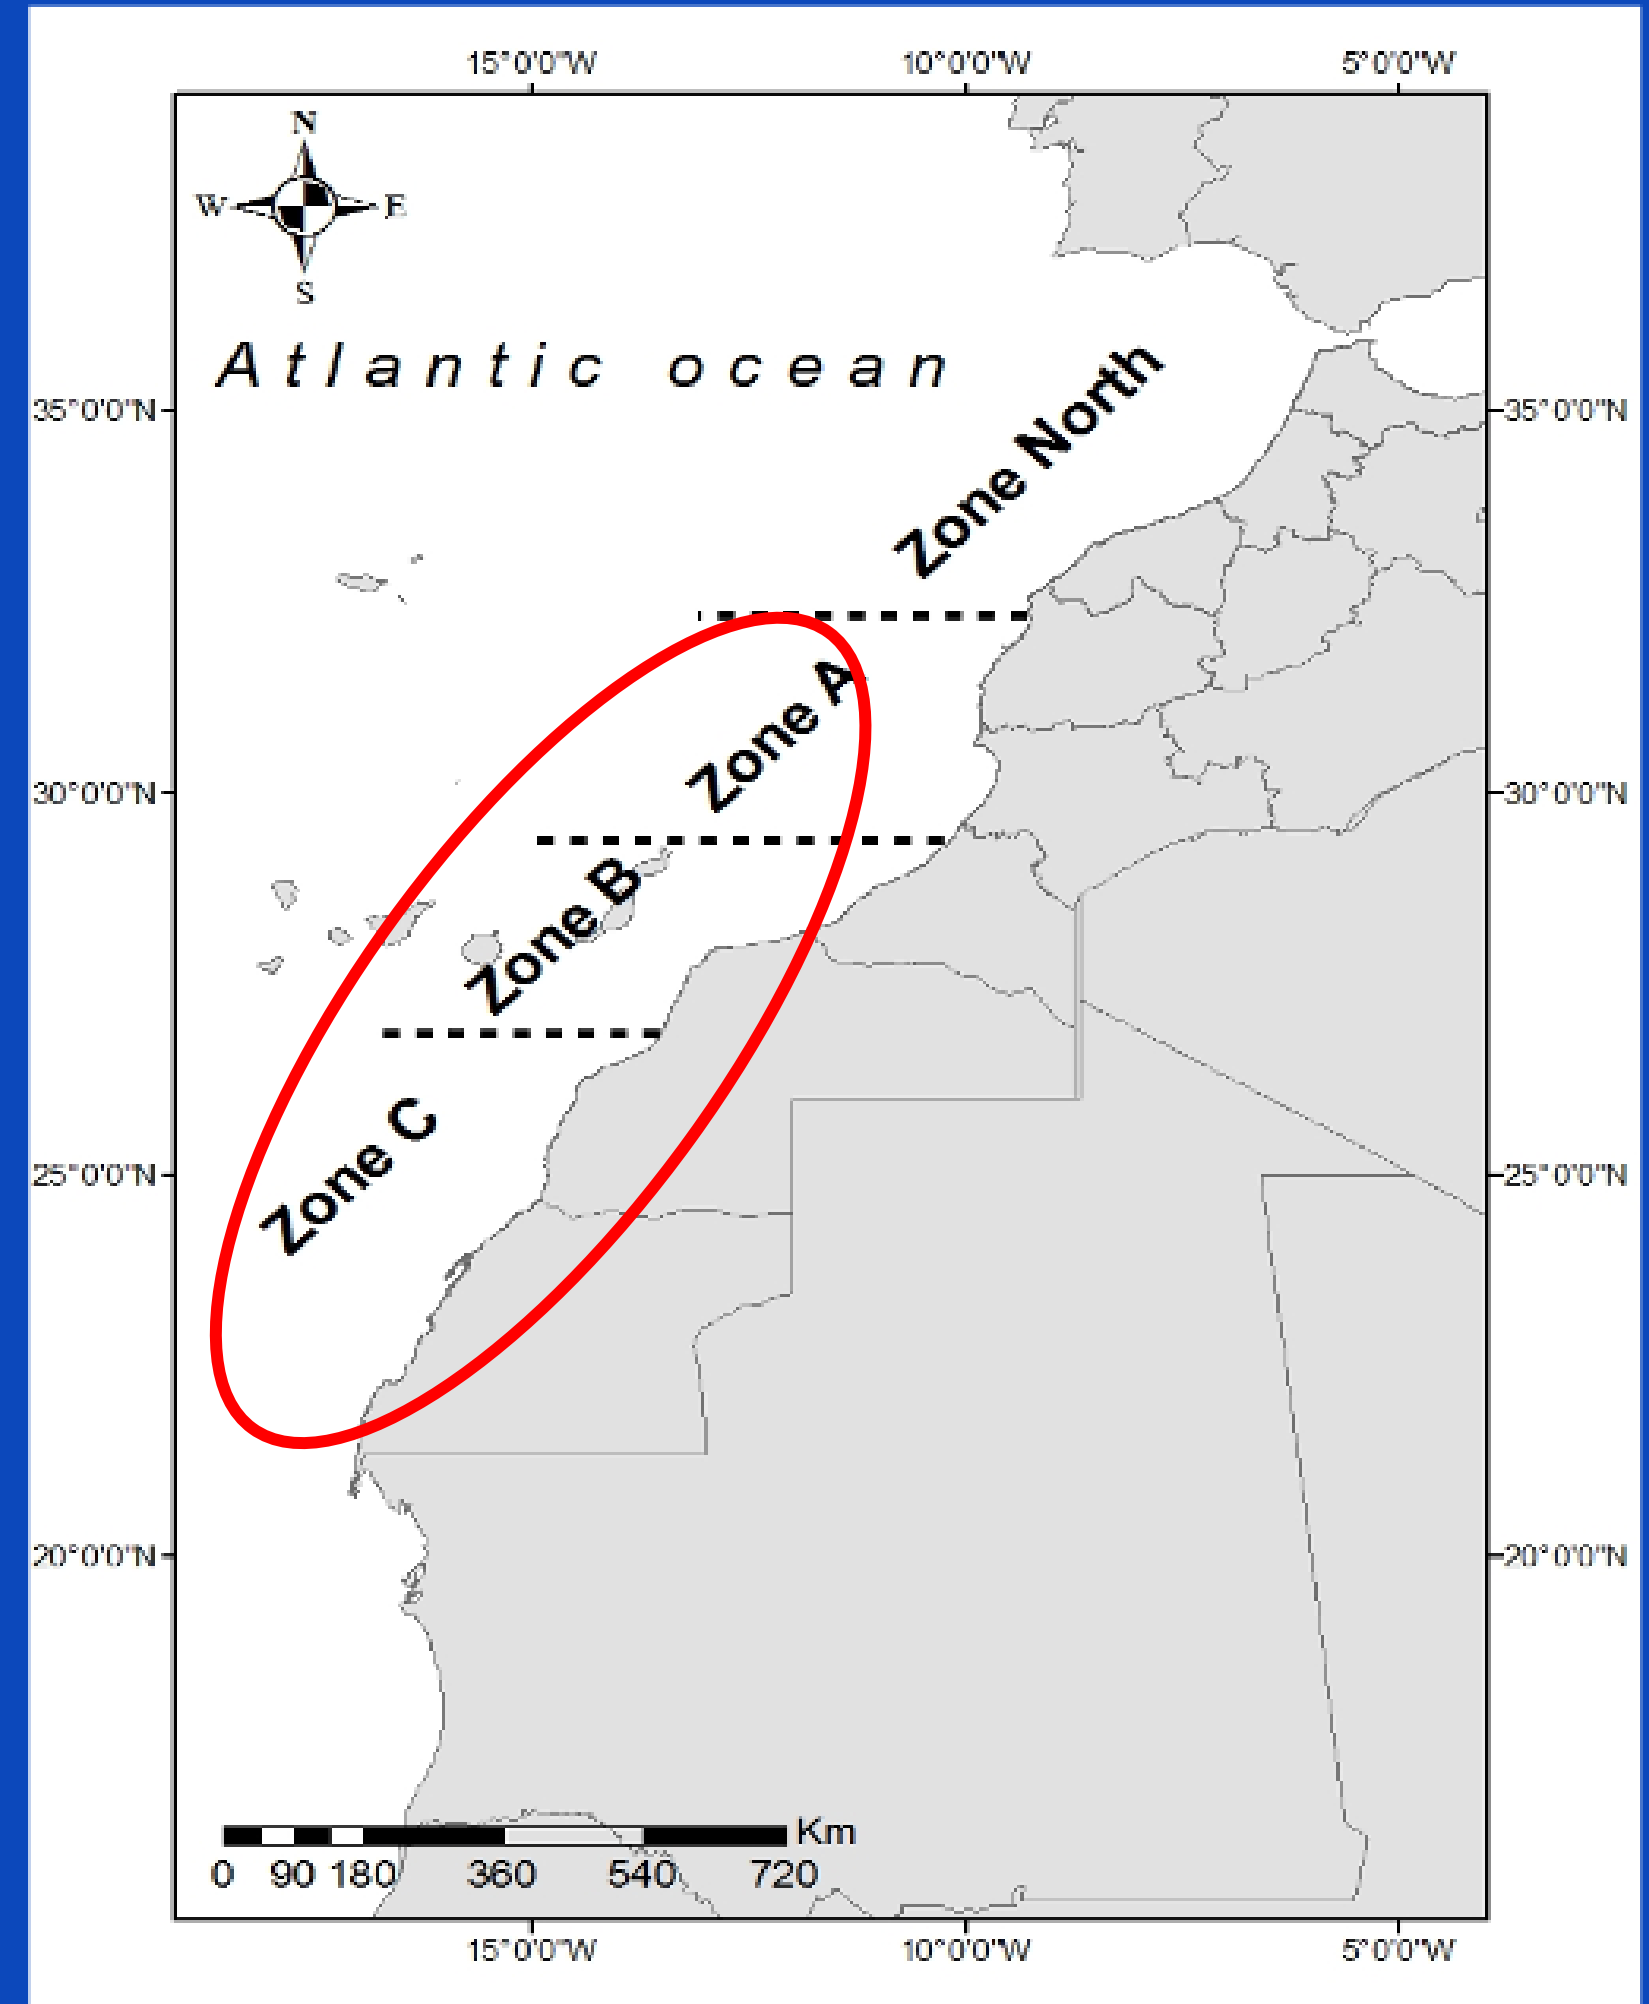 15°0'0"W 10°0'0"W 5°0'0"W
N
W E
S
Atlantic ocean
Zone North
35°0'0"N 35°0'0"N
Zone A
30°0'0"N 30°0'0"N
Zone B
Zone C
25°0'0"N 25°0'0"N
20°0'0"N 20°0'0"N
Km
0 90 180 360 540 720
15°0'0"W 10°0'0"W 5°0'0"W